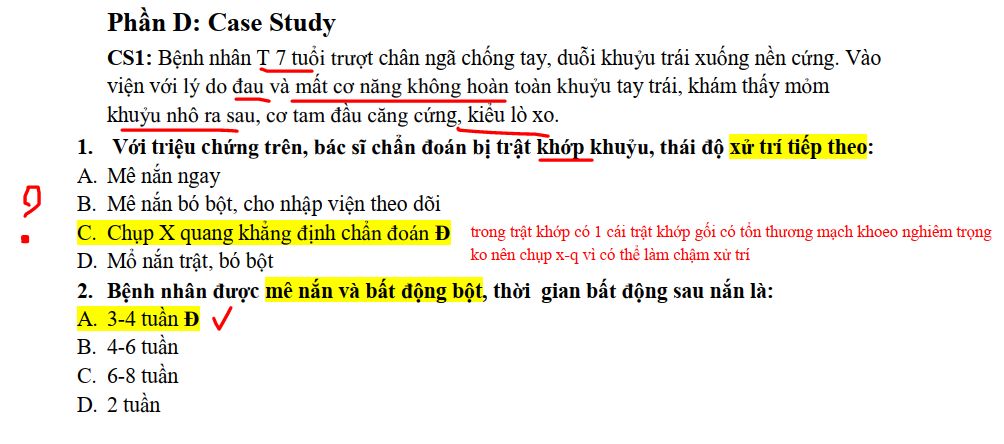 Phần D: Case Study
CS1: Bệnh nhân T 7 tuổi trượt chân ngã chống tay, duỗi khuỷu trái xuống nền cứng. Vào
viện với lý do đau và mất cơ năng không hoàn toàn khuỷu tay trái, khám thấy mỏm
khuỷu nhô ra sau, cơ tam đầu căng cứng, kiểu lò xo.
1. Với triệu chứng trên, bác sĩ chẩn đoán bị trật khớp khuỷu, thái độ xử trí tiếp theo:
A. Mê nắn ngay
B. Mê nắn bó bột, cho nhập viện theo dõi
C. Chụp X quang khẳng định chẩn đoán Đ
trong trật khớp có 1 cái trật khớp gối có tổn thương mạch khoeo nghiêm trọng
ko nên chụp x-q vì có thể làm chậm xử trí
D. Mổ nắn trật, bó bột
?
2. Bệnh nhân được mê nắn và bất động bột, thời gian bất động sau nắn là:
A. 3-4 tuần Đ
B. 4-6 tuần
C. 6-8 tuần
D. 2 tuần